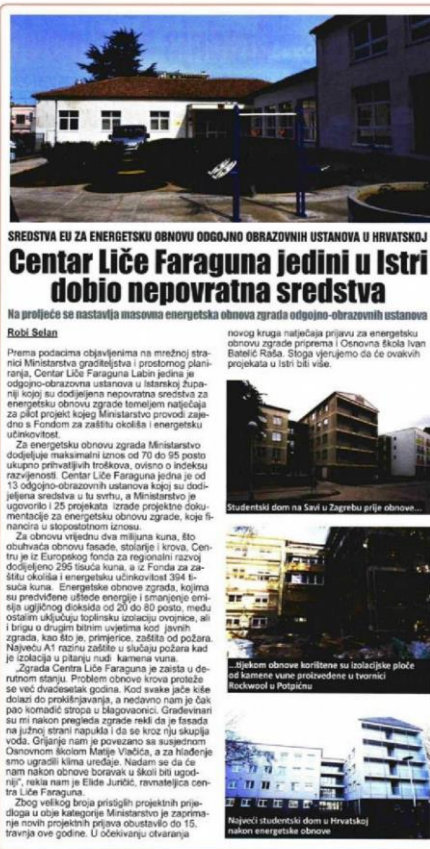 SREDSTVA EU ZA ENERGETSKU OBNOVU ODGOJNO OBRAZOVNIH USTANOVA U HRVATSKOJ
Centar Liče Faraguna jedini u Istri
dobio nepovratna sredstva
Na proljeće se nastavlja masovna energetska obnova zgrada odgojno-obrazovnih ustanova
Robi Selan
Prema podacima objavljenima na mrežnoj stra-
nici Ministarstva graditeljstva i prostornog plani-
ranja, Centar Liče Faraguna Labin jedina je
odgojno-obrazovna ustanova u Istarskoj župa-
niji kojoj su dodijeljena nepovratna sredstva za
energetsku obnovu zgrade temeljem natječaja
za pilot projekt kojeg Ministarstvo provodi zaje-
dno s Fondom za zaštitu okoliša i energetsku
učinkovitost.
Za energetsku obnovu zgrada Ministarstvo
dodjeljuje maksimalni iznos od 70 do 95 posto
ukupno prihvatljivih troškova, ovisno o indeksu
razvijenosti. Centar Liče Faraguna jedna je od
13 odgojno-obrazovnih ustanova kojoj su dodi-
jeljena sredstva u tu svrhu, a Ministarstvo je
ugovorilo i 25 projekata izrade projektne doku-
mentacije za energetsku obnovu zgrade, koje fi-
nancira u stopostotnom iznosu.
Za obnovu vrijednu dva milijuna kuna, što
obuhvaća obnovu fasade, stolarije i krova, Cen-
tru je iz Europskog fonda za regionalni razvoj
dodijeljeno 295 tisuća kuna, a iz Fonda za za-
štitu okoliša i energetsku učinkovitost 394 ti-
suća kuna. Energetske obnove zgrada, kojima
su predviđene uštede energije i smanjenje emi-
sija ugljičnog dioksida od 20 do 80 posto, među
ostalim uključuju toplinsku izolaciju ovojnice, ali
i brigu o drugim bitnim uvjetima kod javnih
zgrada, kao što je, primjerice, zaštita od požara.
Najveću A1 razinu zaštite u slučaju požara kad
je izolacija u pitanju nudi kamena vuna.
„Zgrada Centra Liče Faraguna je zaista u de-
rutnom stanju. Problem obnove krova proteže
se već dvadesetak godina. Kod svake jače kiše
dolazi do prokišnjavanja, a nedavno nam je čak
pao komadić stropa u blagovaonici. Građevinari
su mi nakon pregleda zgrade rekli da je fasada
na južnoj strani napukla i da se kroz nju skuplja
voda. Grijanje nam je povezano sa susjednom
Osnovnom školom Matije Vlačića, a za hlađenje
smo ugradili klima uređaje. Nadam se da će
nam nakon obnove boravak u školi biti ugod-
niji", rekla nam je Elide Juričić, ravnateljica cen-
tra Liče Faraguna.
Zbog velikog broja pristiglih projektnih prije-
dloga u obje kategorije Ministarstvo je zaprima-
nje novih projektnih prijava obustavilo do 15.
travnja ove godine. U očekivanju otvaranja
novog kruga natječaja prijavu za energetsku
obnovu zgrade priprema i Osnovna škola Ivan
Batelić Raša. Stoga vjerujemo da će ovakvih
projekata u Istri biti više.
Studentski dom na Savi u Zagrebu prije obnove...
...tijekom obnove korištene su izolacijske ploče
od kamene vune proizvedene u tvornici
Rockwool u Potpićnu
Najveći studentski dom u Hrvatskoj
nakon energetske obnove